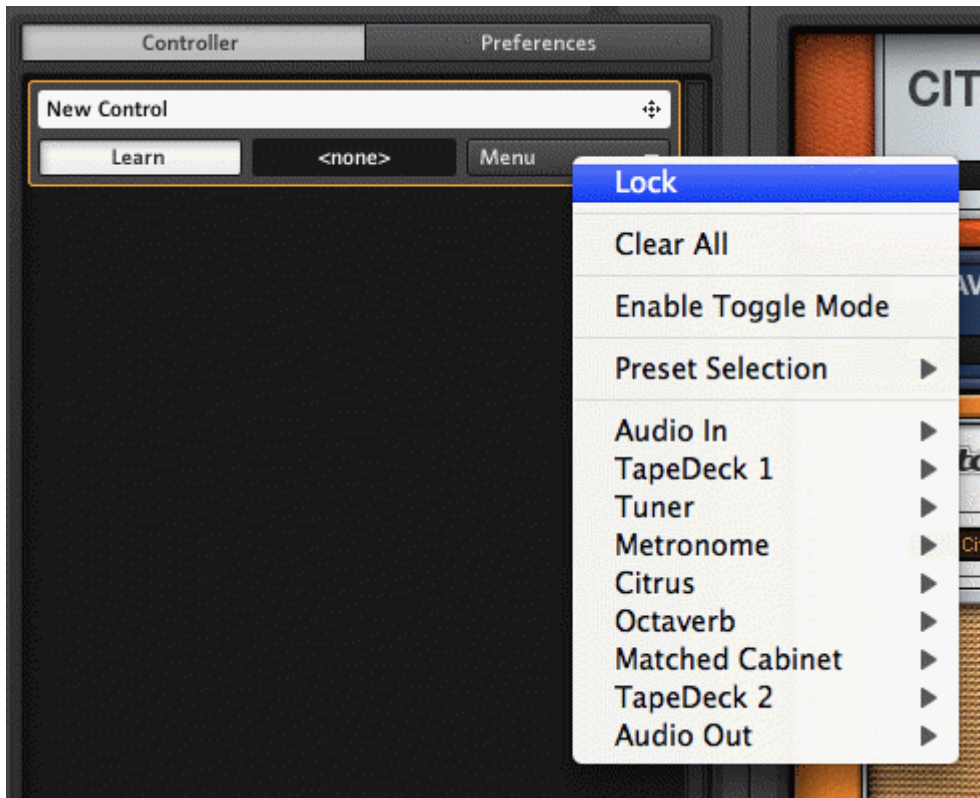 Controller
Preferences
CIT
New Control
Learn
<none>
Menu
Lock
Clear All
Enable Toggle Mode
Preset Selection
Audio In
TapeDeck 1
Tuner
Metronome
Citrus
Octaverb
Matched Cabinet
TapeDeck 2
Audio Out